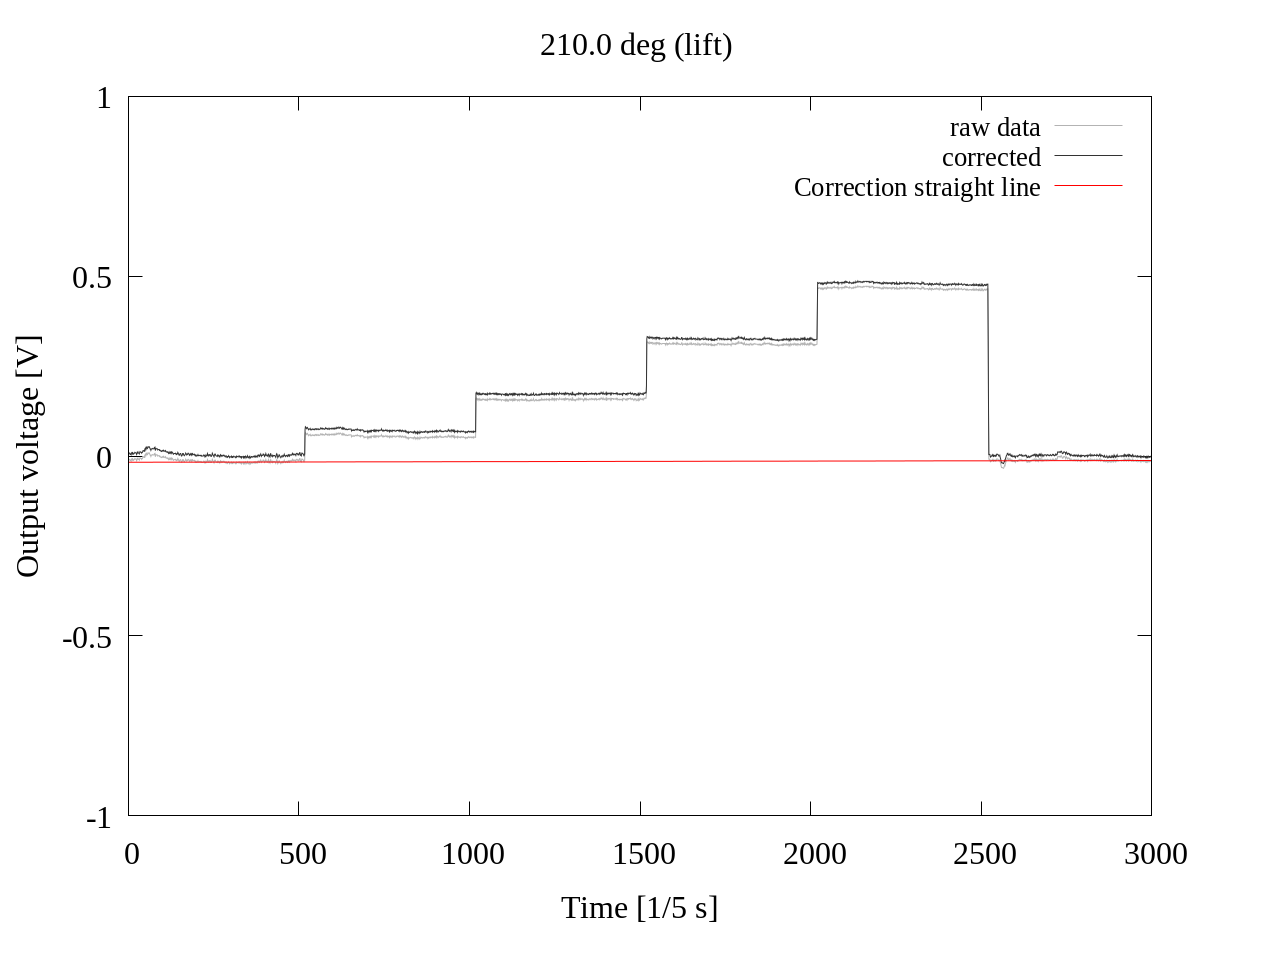 210.0 deg (lift)
1
raw data
corrected
Correction straight line
0.5
0
-0.5
-1
Output voltage [V]
0 500 1000 1500 2000 2500 3000
Time [1/5 s]